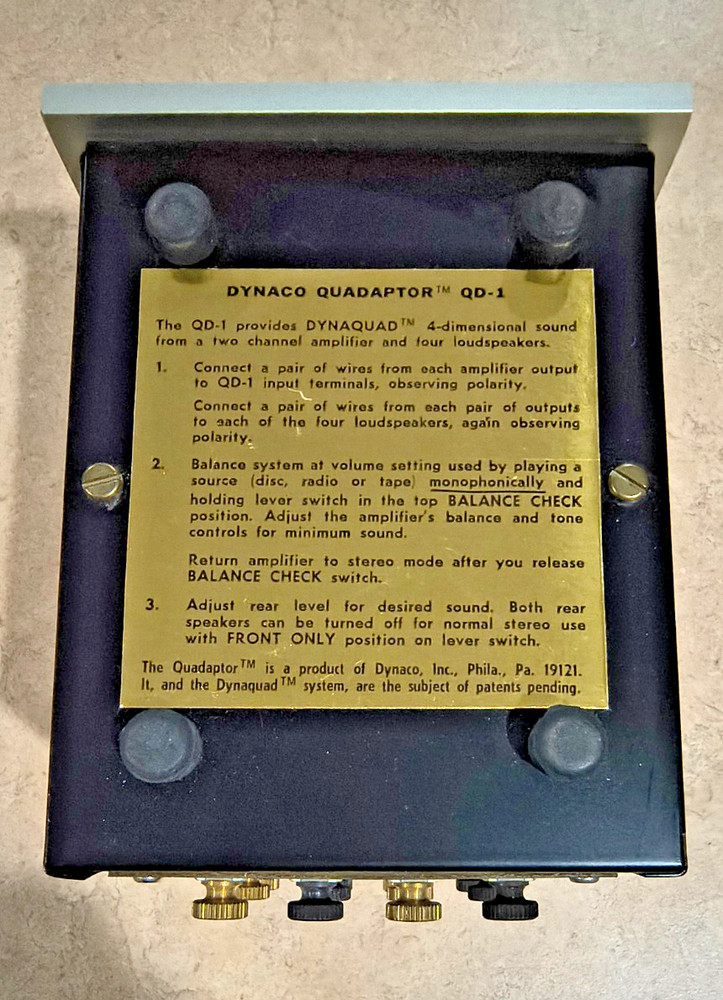 DYNACO QUADAPTOR™ QD-1
The QD-1 provides DYNAQUAD™ 4-dimensional sound
from a two channel amplifier and four loudspeakers.
1. Connect a pair of wires from each amplifier output
to QD-1 input terminals, observing polarity.
Connect a pair of wires from each pair of outputs
to each of the four loudspeakers, again observing
polarity.
2. Balance system at volume setting used by playing a
source (disc, radio or tape) monophonically and
holding lever switch in the top BALANCE CHECK
position. Adjust the amplifier's balance and tone
controls for minimum sound.
Return amplifier to stereo mode after you release
BALANCE CHECK switch.
3. Adjust rear level for desired sound. Both rear
speakers can be turned off for normal stereo use
with FRONT ONLY position on lever switch.
The Quadaptor™ is a product of Dynaco, Inc., Phila., Pa. 19121.
It, and the Dynaquad™ system, are the subject of patents pending.